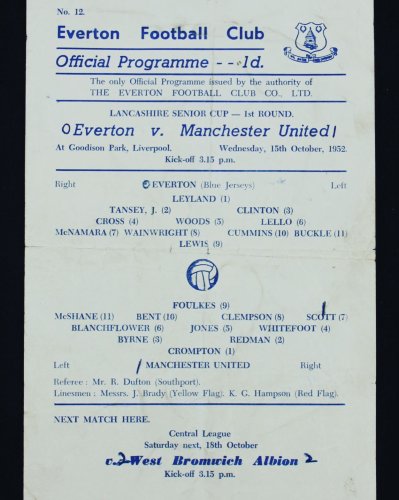 No. 12.
Everton Football Club
Official Programme - - 1d.
The only Official Programme issued by the authority of
THE EVERTON FOOTBALL CLUB CO., LTD.
LANCASHIRE SENIOR CUP — 1st ROUND.
0 Everton v. Manchester United 1
At Goodison Park, Liverpool. Wednesday, 15th October, 1952.
Kick-off 3.15 p.m.
Right EVERTON (Blue Jerseys) Left
LEYLAND (1)
TANSEY, J. (2) CLINTON (3)
CROSS (4) WOODS (5) LELLO (6)
McNAMARA (7) WAINWRIGHT (8) CUMMINS (10) BUCKLE (11)
LEWIS (9)
FOULKES (9)
McSHANE (11) BENT (10) CLEMPSON (8) SCOTT (7)
BLANCHFLOWER (6) JONES (5) WHITEFOOT (4)
BYRNE (3) REDMAN (2)
CROMPTON (1)
Left 1 MANCHESTER UNITED Right
Referee : Mr. R. Dufton (Southport).
Linesmen : Messrs. J. Brady (Yellow Flag). K. G. Hampson (Red Flag).
NEXT MATCH HERE.
Central League
Saturday next, 18th October
v. 2 West Bromwich Albion 2
Kick-off 3.15 p.m.